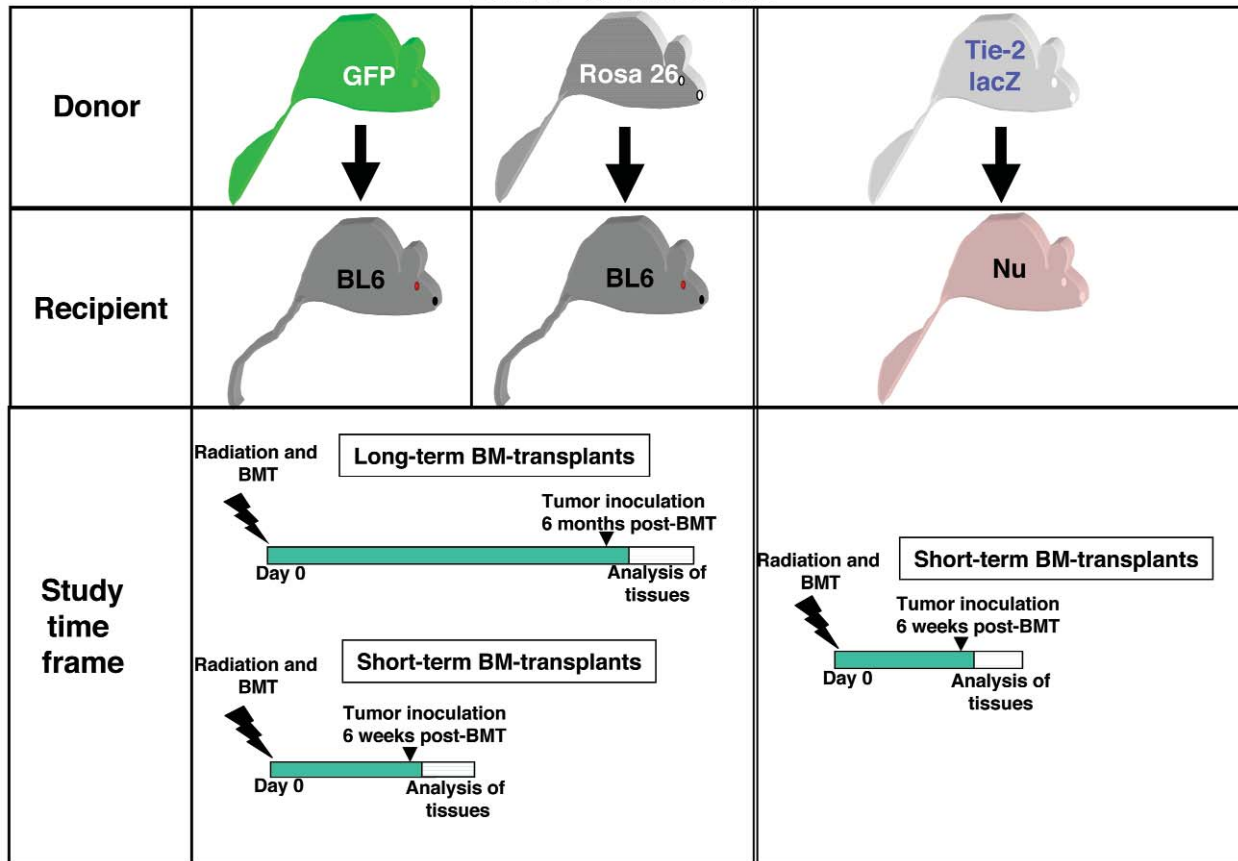 Donor
GFP
Rosa 26
Tie-2
lacZ
Recipient
BL6
BL6
Nu
Study
time
frame
Radiation and
BMT
Long-term BM-transplants
Tumor inoculation
6 months post-BMT
Day 0
Analysis of
tissues
Radiation and
BMT
Short-term BM-transplants
Tumor inoculation
6 weeks post-BMT
Day 0
Analysis of
tissues
Radiation and
BMT
Short-term BM-transplants
Tumor inoculation
6 weeks post-BMT
Day 0
Analysis of
tissues